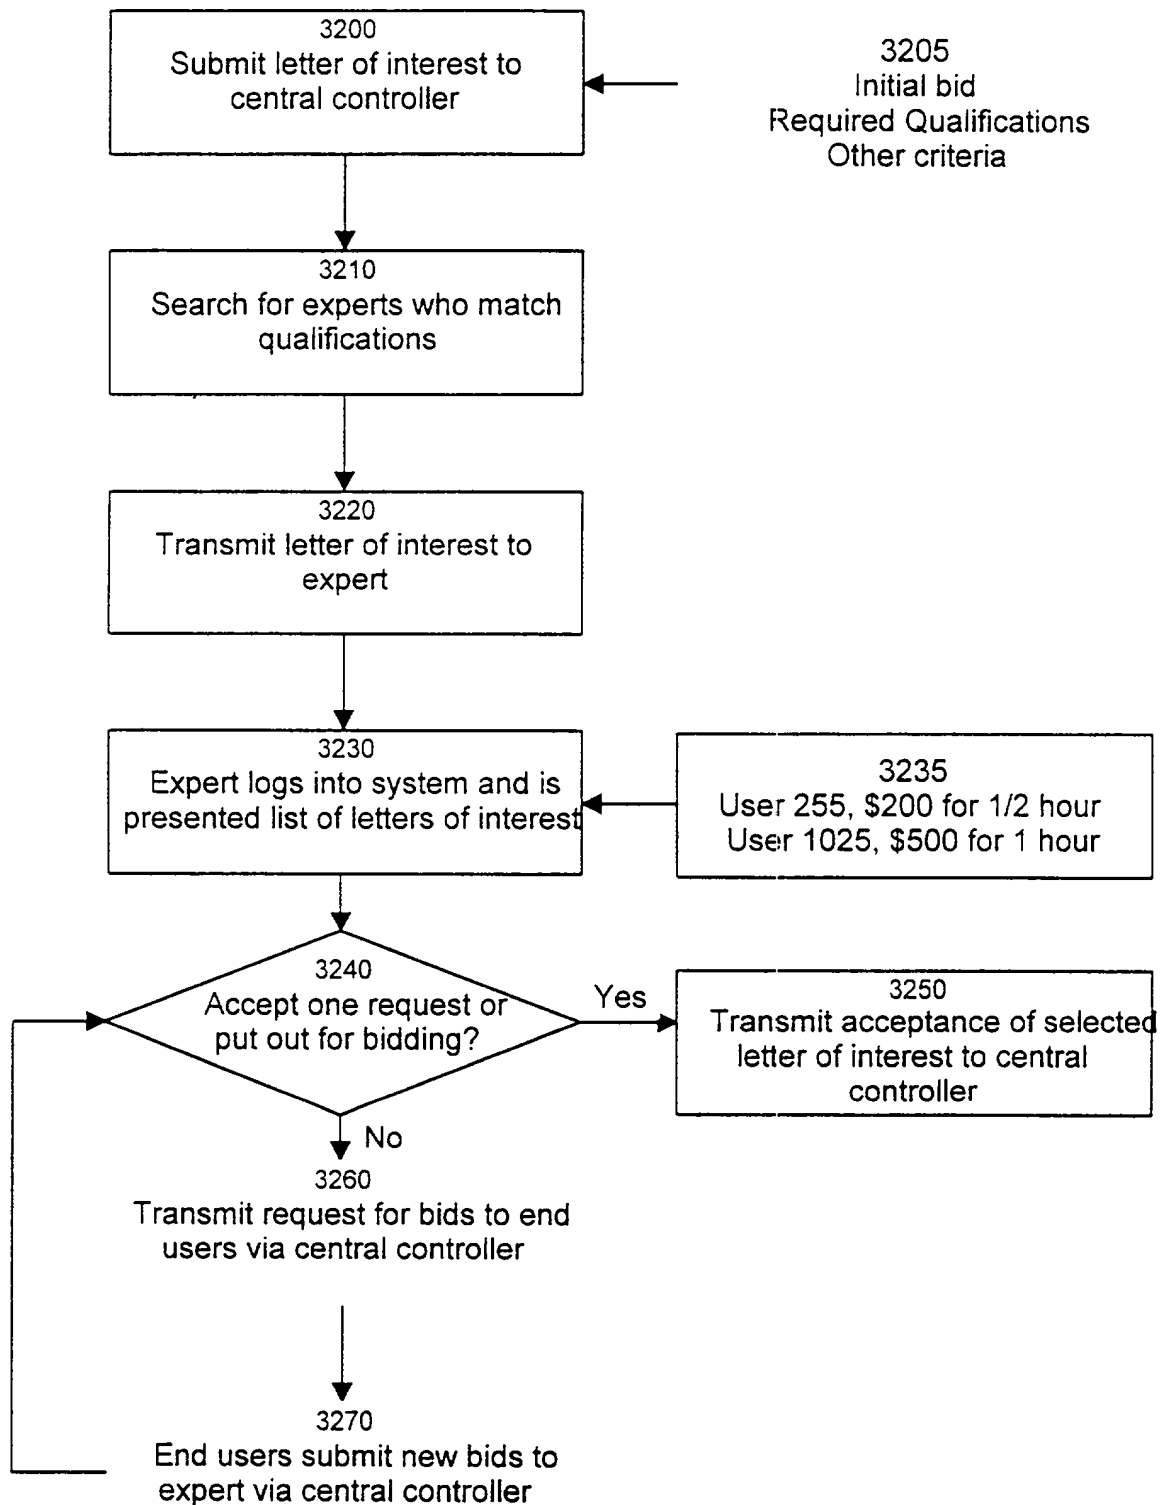 3200
Submit letter of interest to
central controller
3205
Initial bid
Required Qualifications
Other criteria
3210
Search for experts who match
qualifications
3220
Transmit letter of interest to
expert
3230
Expert logs into system and is
presented list of letters of interest
3235
User 255, $200 for 1/2 hour
User 1025, $500 for 1 hour
3240
Accept one request or
put out for bidding?
Yes
3250
Transmit acceptance of selected
letter of interest to central
controller
No
3260
Transmit request for bids to end
users via central controller
3270
End users submit new bids to
expert via central controller